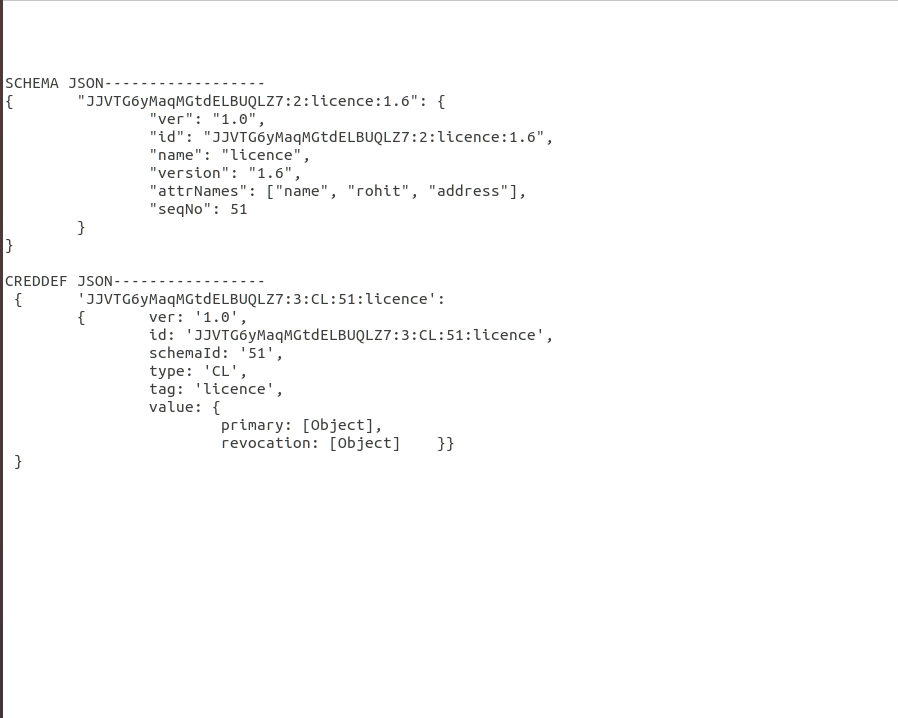 SCHEMA JSON------------------
{       "JJVTG6yMaqMGtdELBUQLZ7:2:licence:1.6": {
                "ver": "1.0",
                "id": "JJVTG6yMaqMGtdELBUQLZ7:2:licence:1.6",
                "name": "licence",
                "version": "1.6",
                "attrNames": ["name", "rohit", "address"],
                "seqNo": 51
        }
}
CREDDEF JSON-----------------
 {      'JJVTG6yMaqMGtdELBUQLZ7:3:CL:51:licence':
        {       ver: '1.0',
                id: 'JJVTG6yMaqMGtdELBUQLZ7:3:CL:51:licence',
                schemaId: '51',
                type: 'CL',
                tag: 'licence',
                value: {
                        primary: [Object],
                        revocation: [Object]    }}
 }